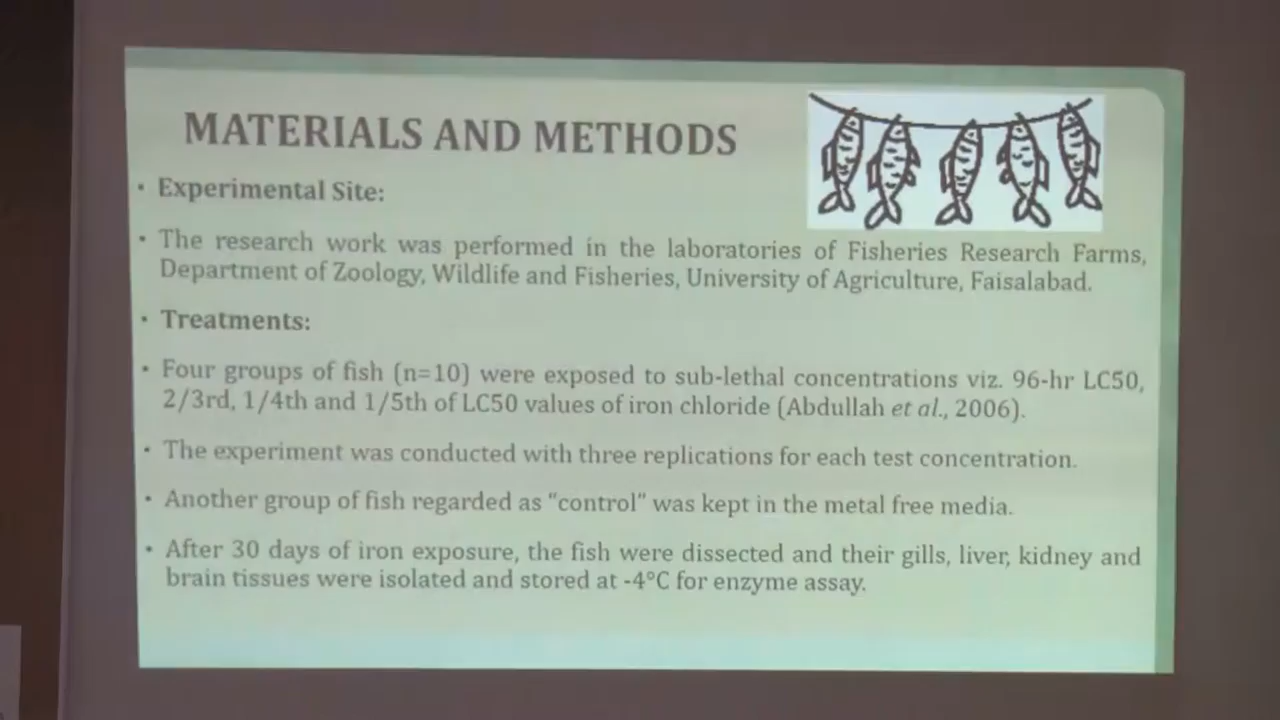 MATERIALS AND METHODS
• Experimental Site:
• The research work was performed in the laboratories of Fisheries Research Farms,
Department of Zoology, Wildlife and Fisheries, University of Agriculture, Faisalabad.
• Treatments:
• Four groups of fish (n=10) were exposed to sub-lethal concentrations viz. 96-hr LC50,
2/3rd, 1/4th and 1/5th of LC50 values of iron chloride (Abdullah et al., 2006).
• The experiment was conducted with three replications for each test concentration.
• Another group of fish regarded as "control" was kept in the metal free media.
• After 30 days of iron exposure, the fish were dissected and their gills, liver, kidney and
brain tissues were isolated and stored at -4°C for enzyme assay.